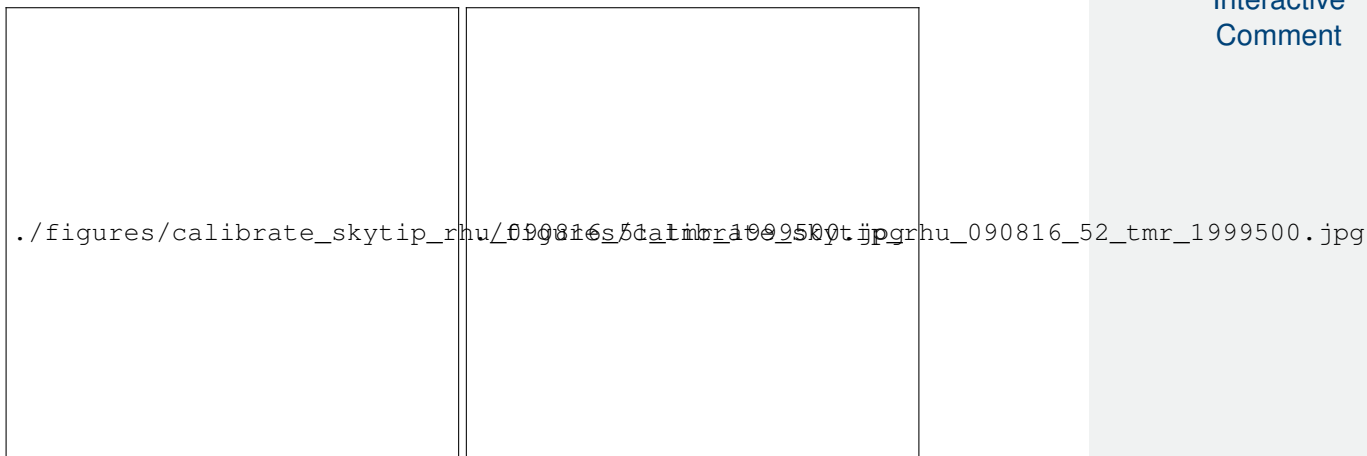 Interactive
Comment
./figures/calibrate_skytip_rhu_090816_51_tmr_1999500.jpg
./figures/calibrate_skytip_rhu_090816_52_tmr_1999500.jpg